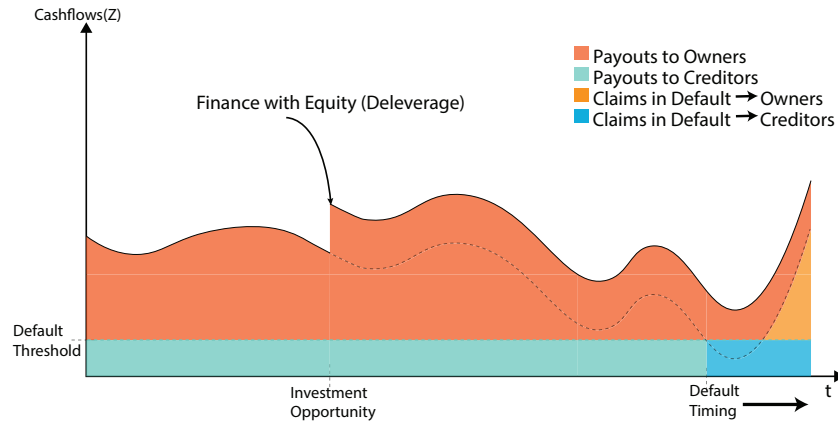 Cashflows(Z)
Payouts to Owners
Payouts to Creditors
Claims in Default → Owners
Claims in Default → Creditors
Finance with Equity (Deleverage)
Default
Threshold
Investment
Opportunity
Default
Timing
t